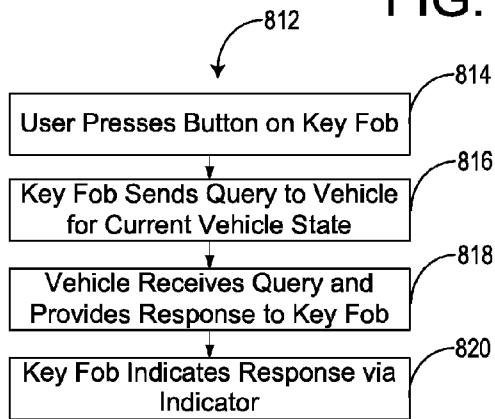 FIG.
812
814
User Presses Button on Key Fob
816
Key Fob Sends Query to Vehicle
for Current Vehicle State
818
Vehicle Receives Query and
Provides Response to Key Fob
820
Key Fob Indicates Response via
Indicator